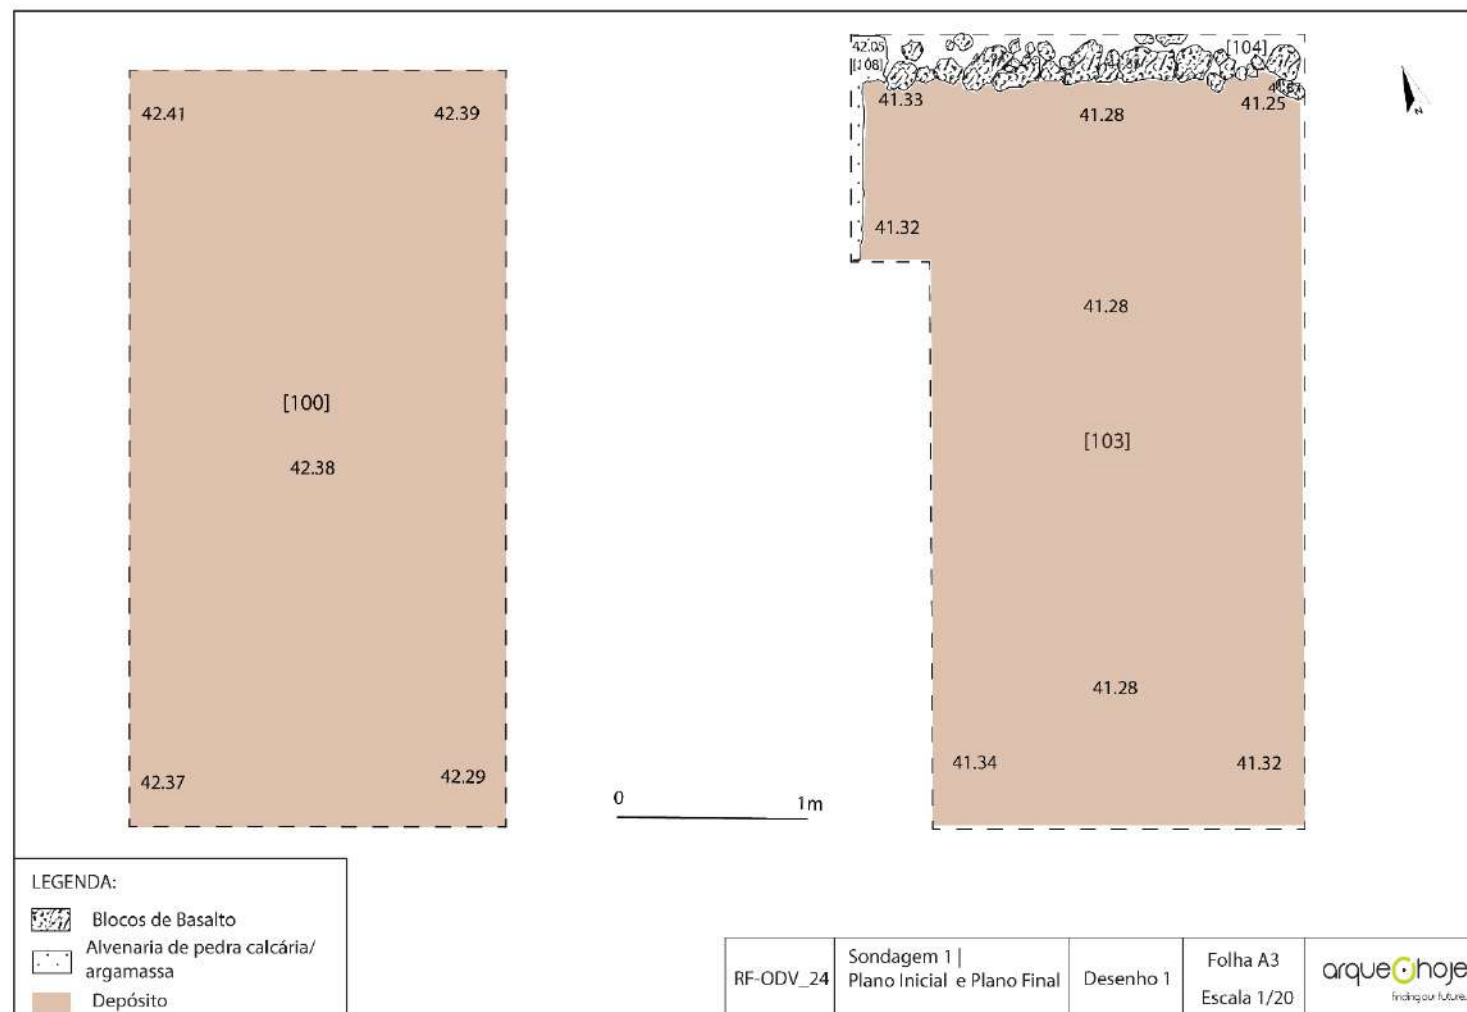 42.41
42.39
[100]
42.38
42.37
42.29
0
1m
42.05
[108]
[104]
41.33
41.28
41.25
41.32
41.28
[103]
41.28
41.34
41.32
N
LEGENDA:
Blocos de Basalto
Alvenaria de pedra calcária/
argamassa
Depósito
RF-ODV_24
Sondagem 1 |
Plano Inicial e Plano Final
Desenho 1
Folha A3
Escala 1/20
arqueohoje
finding our future.